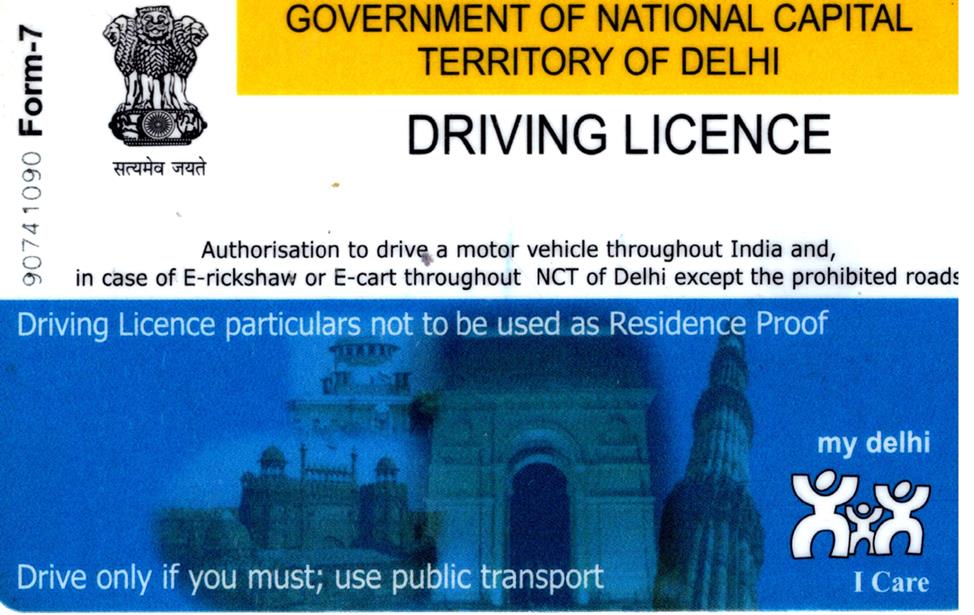 GOVERNMENT OF NATIONAL CAPITAL
TERRITORY OF DELHI
90741090 Form-7
सत्यमेव जयते
DRIVING LICENCE
Authorisation to drive a motor vehicle throughout India and,
in case of E-rickshaw or E-cart throughout NCT of Delhi except the prohibited roads
Driving Licence particulars not to be used as Residence Proof
my delhi
I Care
Drive only if you must; use public transport